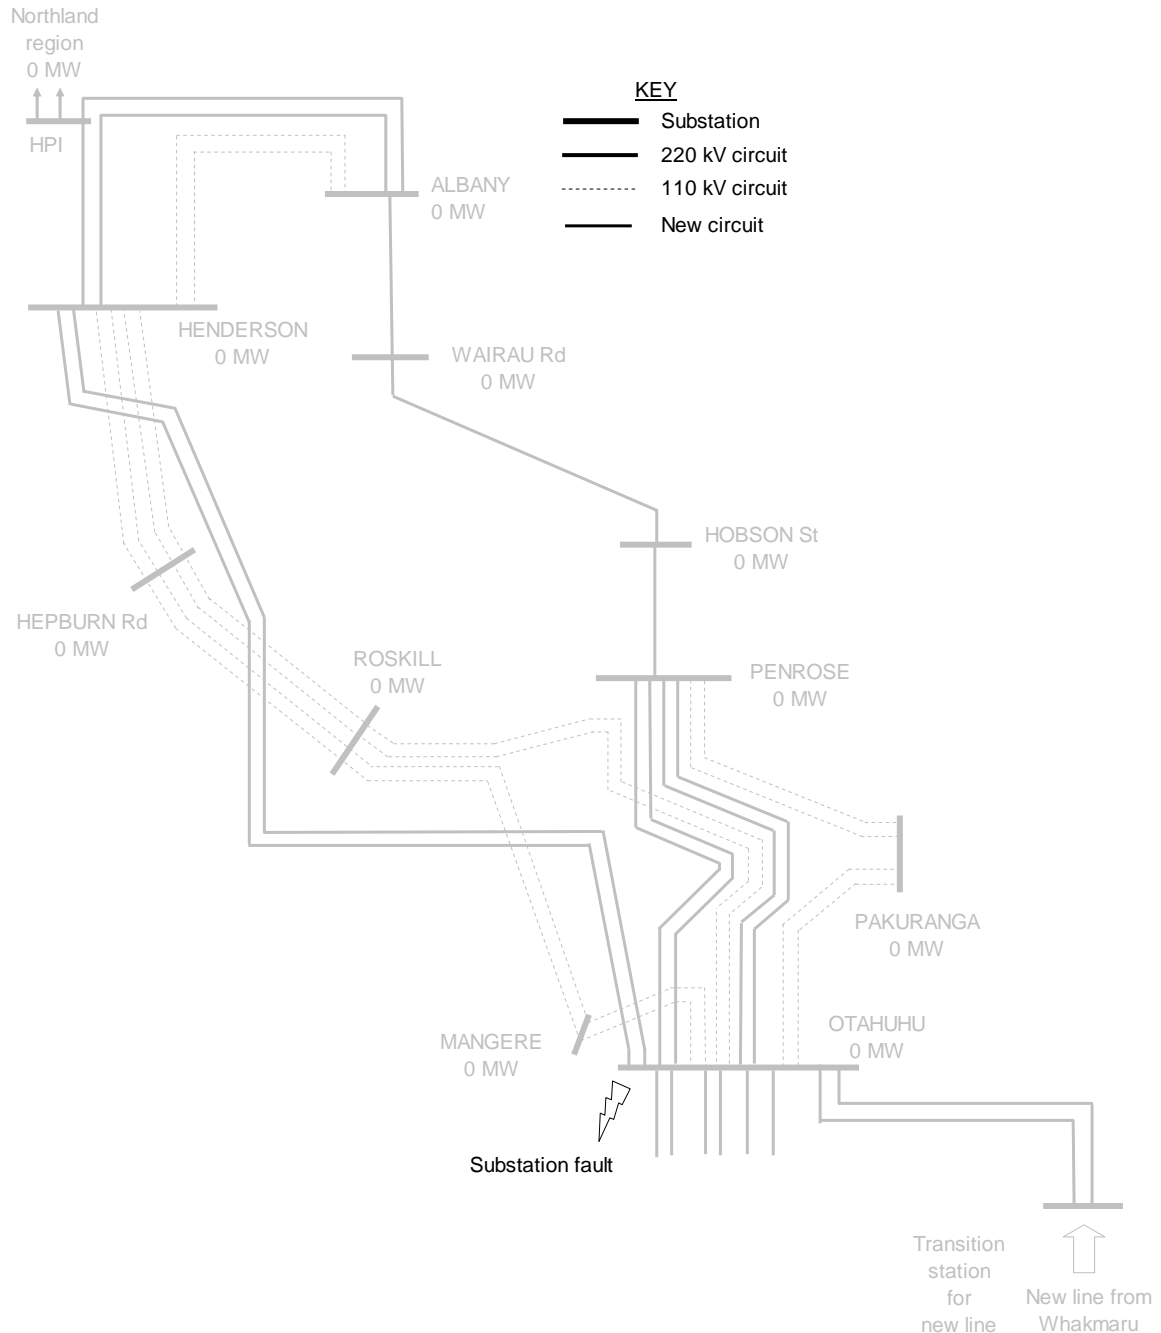 Northland
region
0 MW
HPI
KEY
Substation
220 kV circuit
110 kV circuit
New circuit
ALBANY
0 MW
HENDERSON
0 MW
WAIRAU Rd
0 MW
HOBSON St
0 MW
HEPBURN Rd
0 MW
ROSKILL
0 MW
PENROSE
0 MW
PAKURANGA
0 MW
MANGERE
0 MW
OTAHUHU
0 MW
Substation fault
Transition
station
for
new line
New line from
Whakmaru